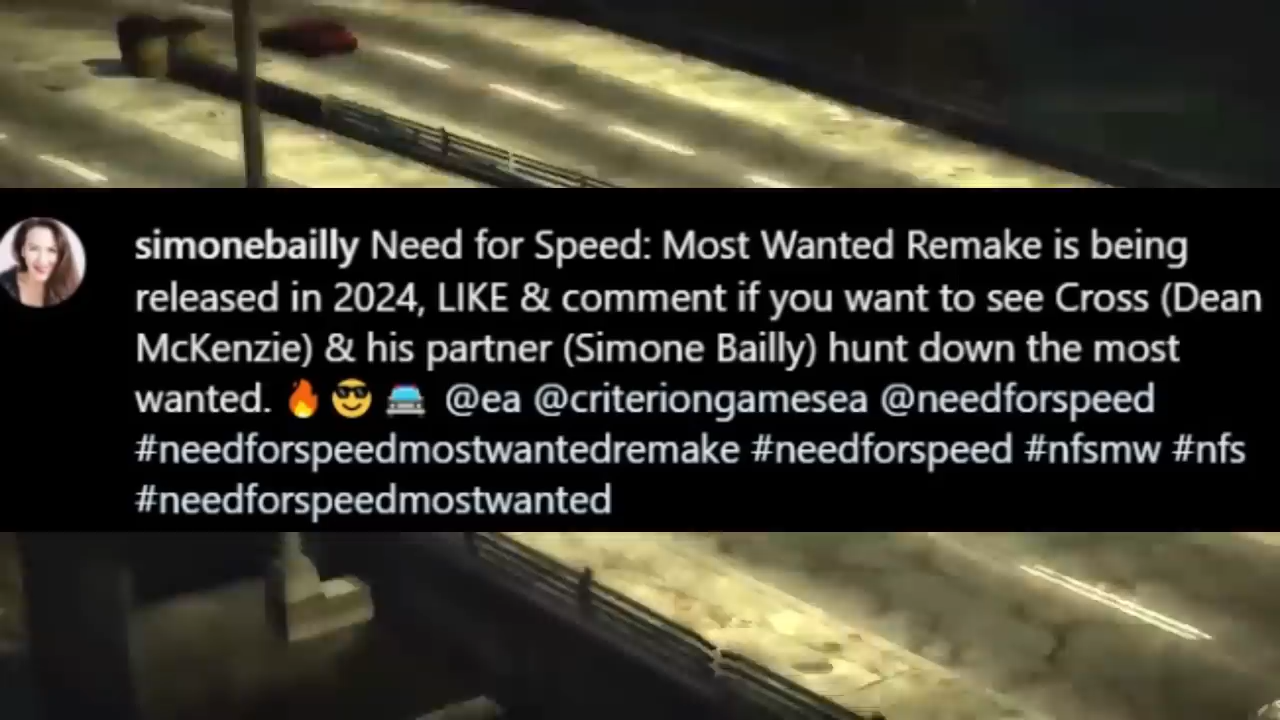 simonebailly Need for Speed: Most Wanted Remake is being
released in 2024, LIKE & comment if you want to see Cross (Dean
McKenzie) & his partner (Simone Bailly) hunt down the most
wanted. 🔥😎🚔 @ea @criteriongamesea @needforspeed
#needforspeedmostwantedremake #needforspeed #nfsmw #nfs
#needforspeedmostwanted